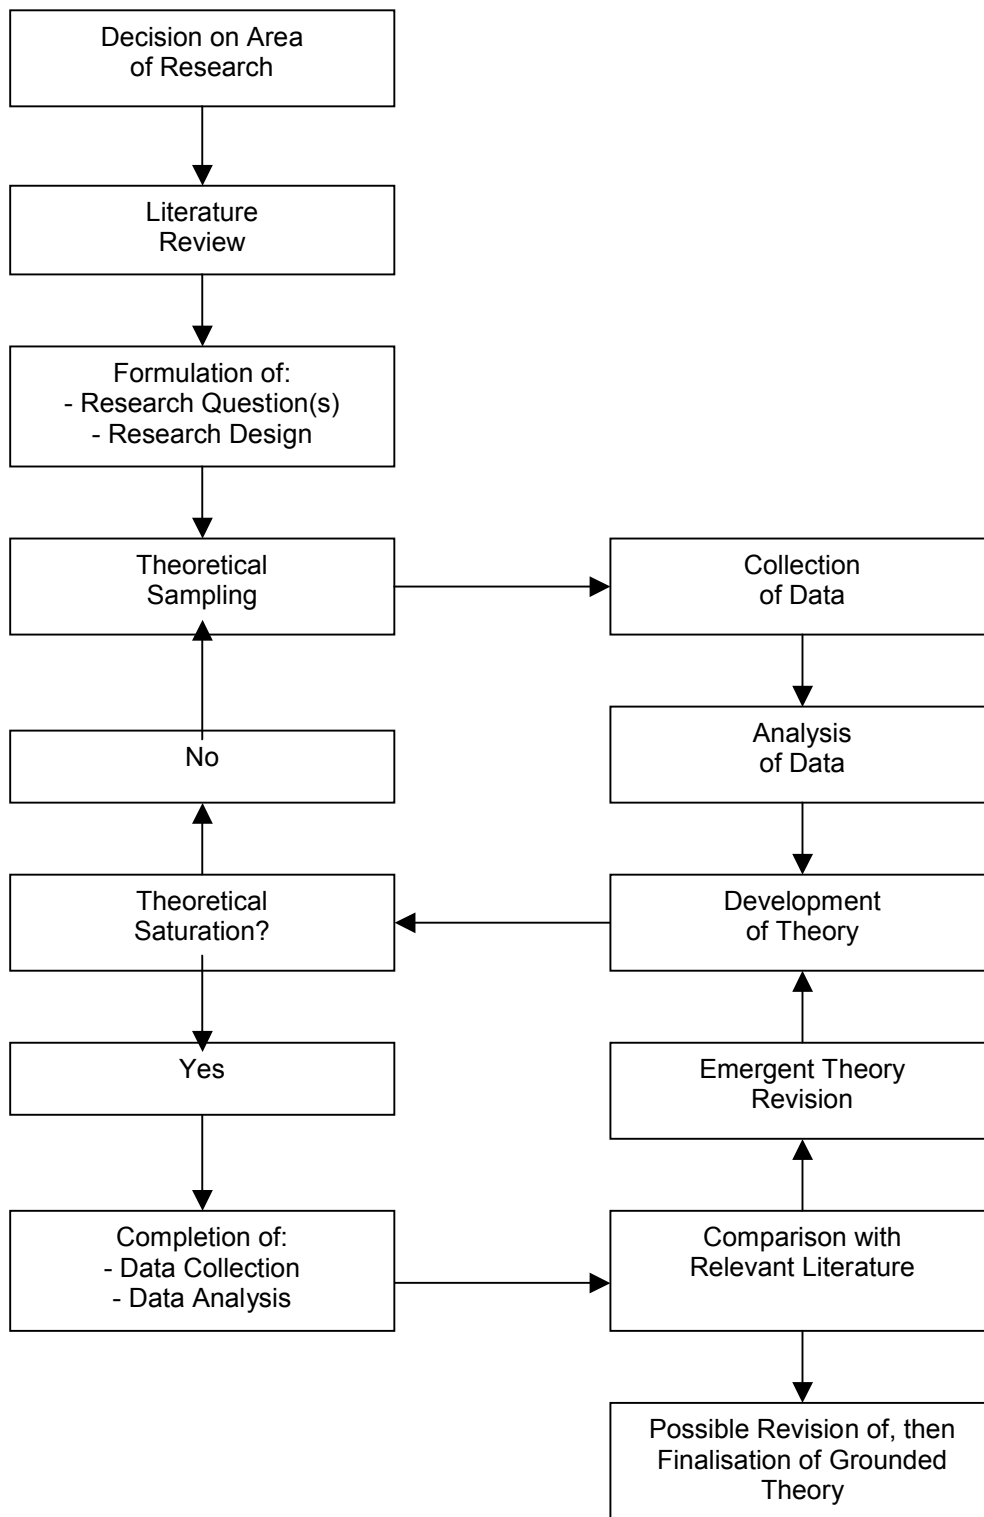 Decision on Area
of Research
Literature
Review
Formulation of:
- Research Question(s)
- Research Design
Theoretical
Sampling
Collection
of Data
No
Analysis
of Data
Theoretical
Saturation?
Development
of Theory
Yes
Emergent Theory
Revision
Completion of:
- Data Collection
- Data Analysis
Comparison with
Relevant Literature
Possible Revision of, then
Finalisation of Grounded
Theory